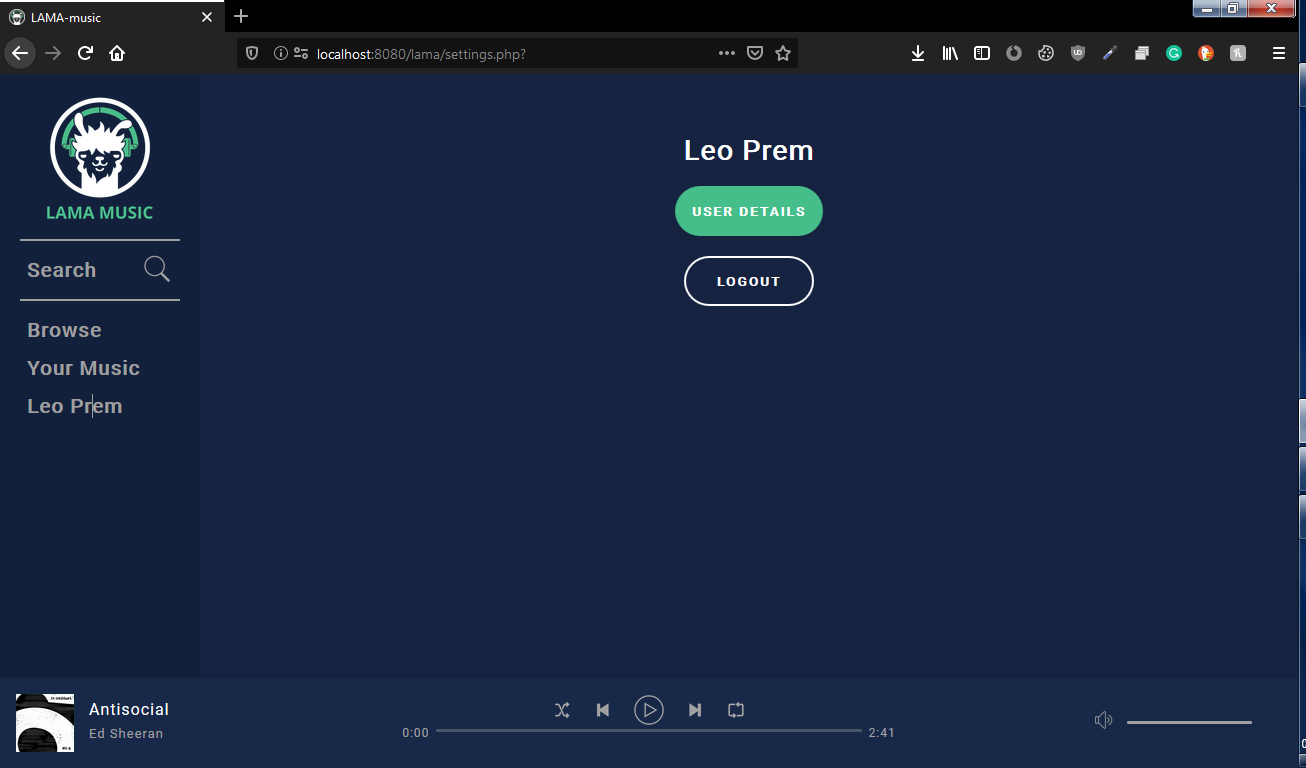 LAMA-music
localhost:8080/lama/settings.php?
LAMA MUSIC
Search
Browse
Your Music
Leo Prem
Leo Prem
USER DETAILS
LOGOUT
Antisocial
Ed Sheeran
0:00
2:41